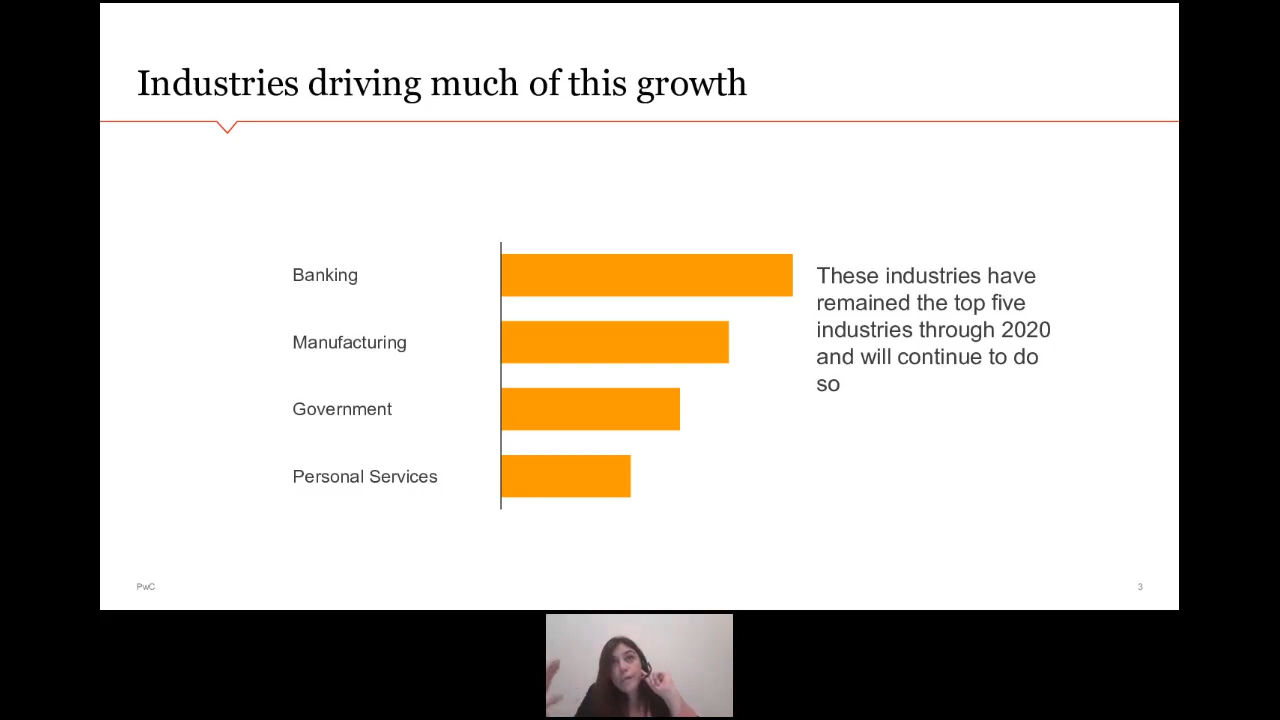 Industries driving much of this growth
Banking
Manufacturing
Government
Personal Services
These industries have
remained the top five
industries through 2020
and will continue to do
so
PwC
3